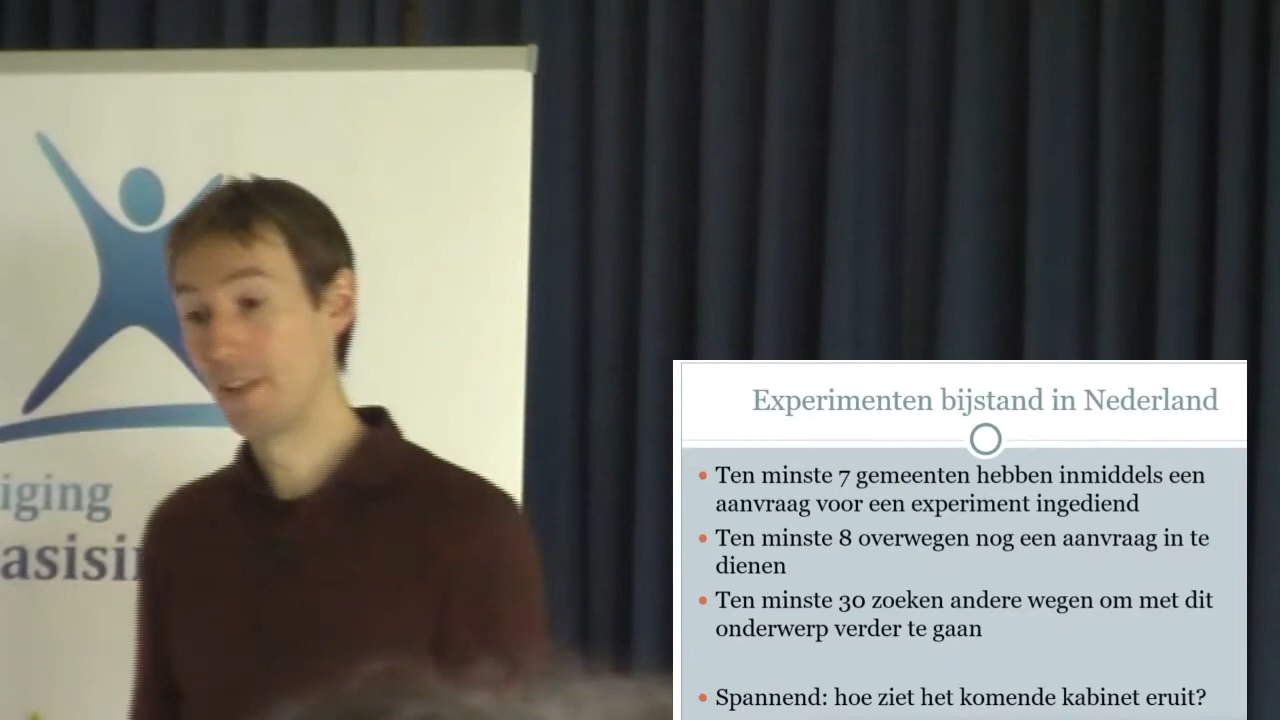 iging
asisi
Experimenten bijstand in Nederland
Ten minste 7 gemeenten hebben inmiddels een
aanvraag voor een experiment ingediend
Ten minste 8 overwegen nog een aanvraag in te
dienen
Ten minste 30 zoeken andere wegen om met dit
onderwerp verder te gaan
Spannend: hoe ziet het komende kabinet eruit?